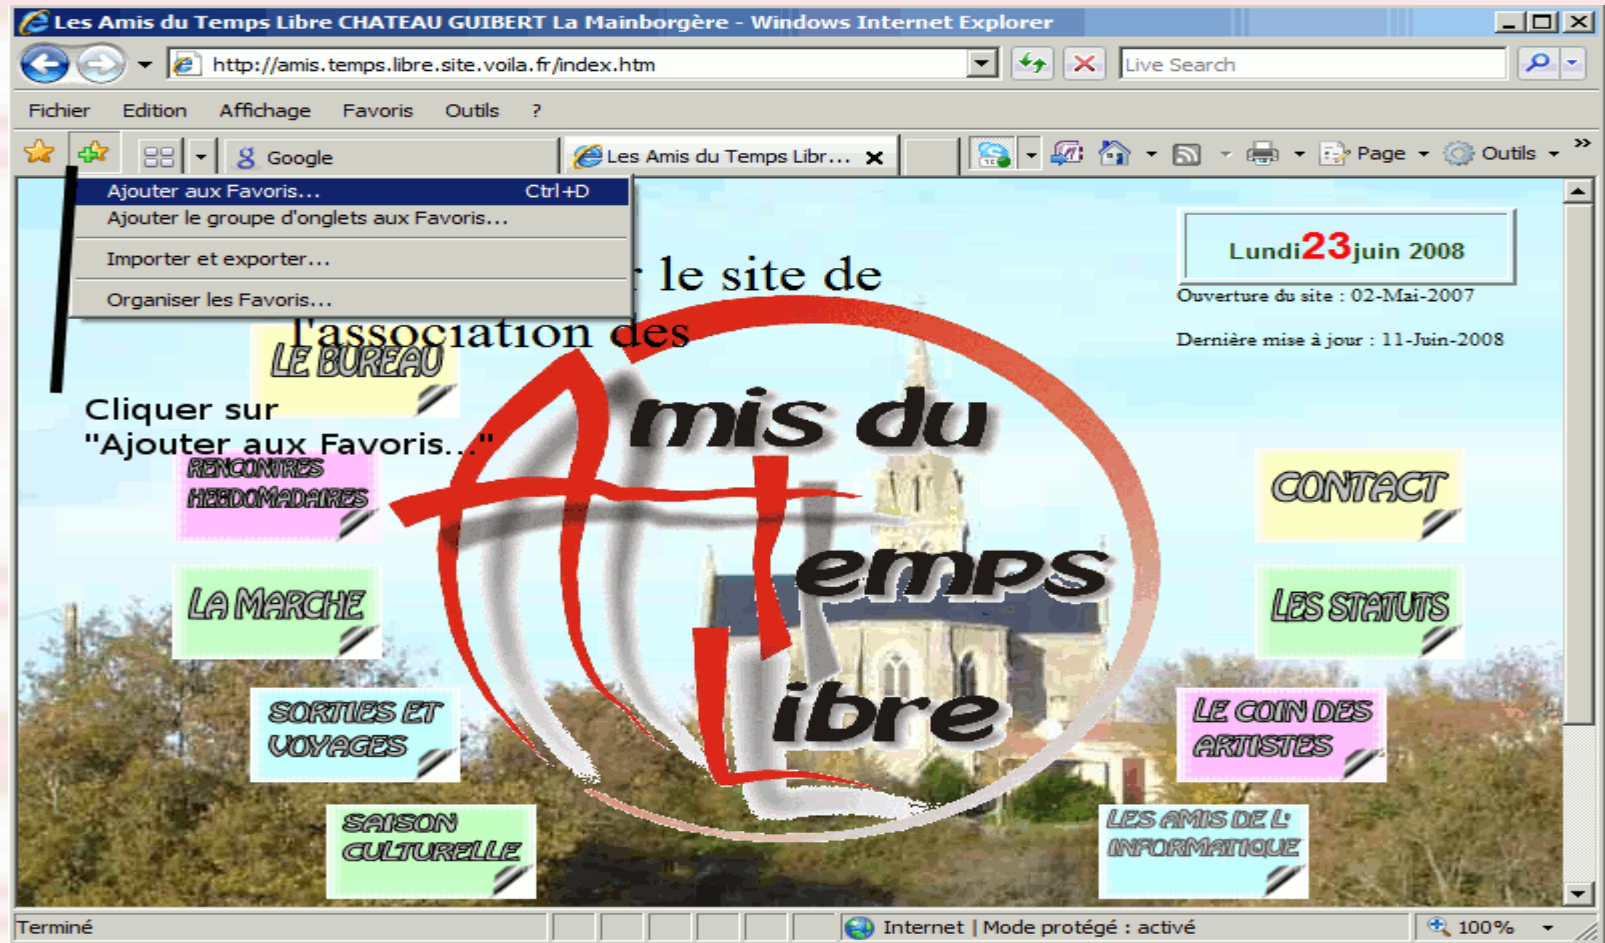 Les Amis du Temps Libre CHATEAU GUIBERT La Mainborgère - Windows Internet Explorer
http://amis.temps.libre.site.voila.fr/index.htm
Live Search
Fichier Edition Affichage Favoris Outils ?
Google
Les Amis du Temps Libr...
Page
Outils
Ajouter aux Favoris... Ctrl+D
Ajouter le groupe d'onglets aux Favoris...
Importer et exporter...
Organiser les Favoris...
le site de
l'association des
Lundi 23 juin 2008
Ouverture du site : 02-Mai-2007
Dernière mise à jour : 11-Juin-2008
LE BUREAU
Cliquer sur
"Ajouter aux Favoris..."
RENCONTRES
HEBDOMADAIRES
LA MARCHE
SORTIES ET
VOYAGES
SAISON
CULTURELLE
Amis du
Temps
Libre
CONTACT
LES STATUTS
LE COIN DES
ARTISTES
LES AMIS DE L'
INFORMATIQUE
Terminé
Internet | Mode protégé : activé
100%